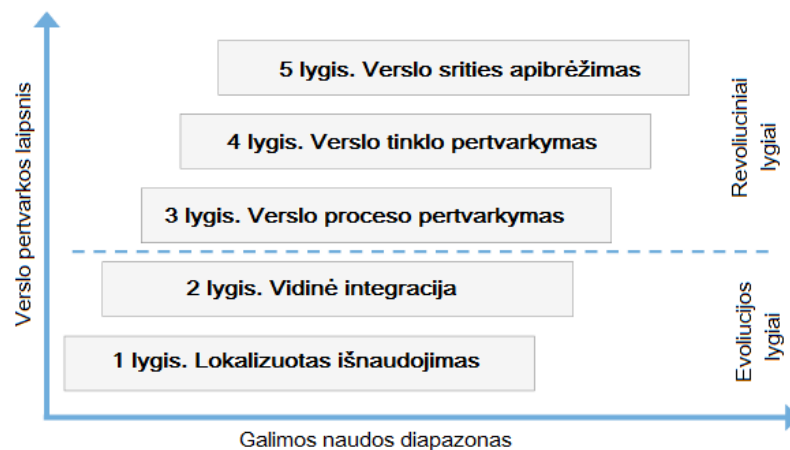 Verslo pertvarkos laipsnis
5 lygis. Verslo srities apibrėžimas
4 lygis. Verslo tinklo pertvarkymas
3 lygis. Verslo proceso pertvarkymas
Revoliuciniai
lygiai
2 lygis. Vidinė integracija
1 lygis. Lokalizuotas išnaudojimas
Evoliucijos
lygiai
Galimos naudos diapazonas